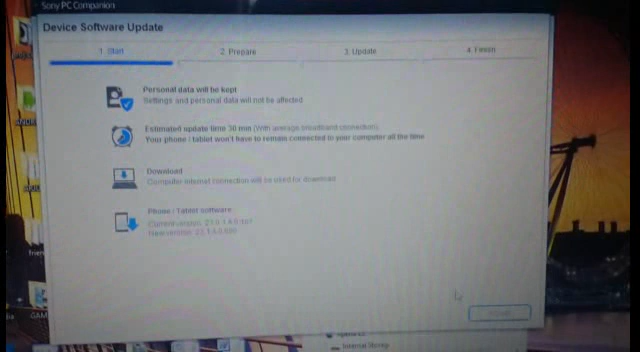 Sony PC Companion
Device Software Update
1. Start
2. Prepare
3. Update
4. Finish
Personal data will be kept
Settings and personal data will not be affected
Estimated update time 30 min (With average broadband connection).
Your phone / tablet won't have to remain connected to your computer all the time
Download
Computer internet connection will be used for download
Phone / Tablet software:
Current version:
New version:
Internal Storage